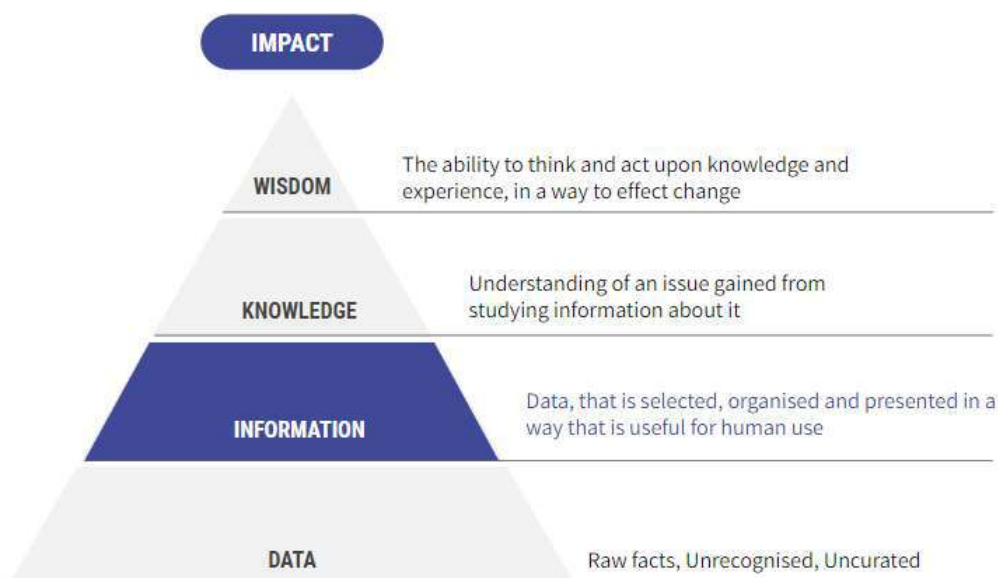 IMPACT
WISDOM
The ability to think and act upon knowledge and
experience, in a way to effect change
KNOWLEDGE
Understanding of an issue gained from
studying information about it
INFORMATION
Data, that is selected, organised and presented in a
way that is useful for human use
DATA
Raw facts, Unrecognised, Uncurated